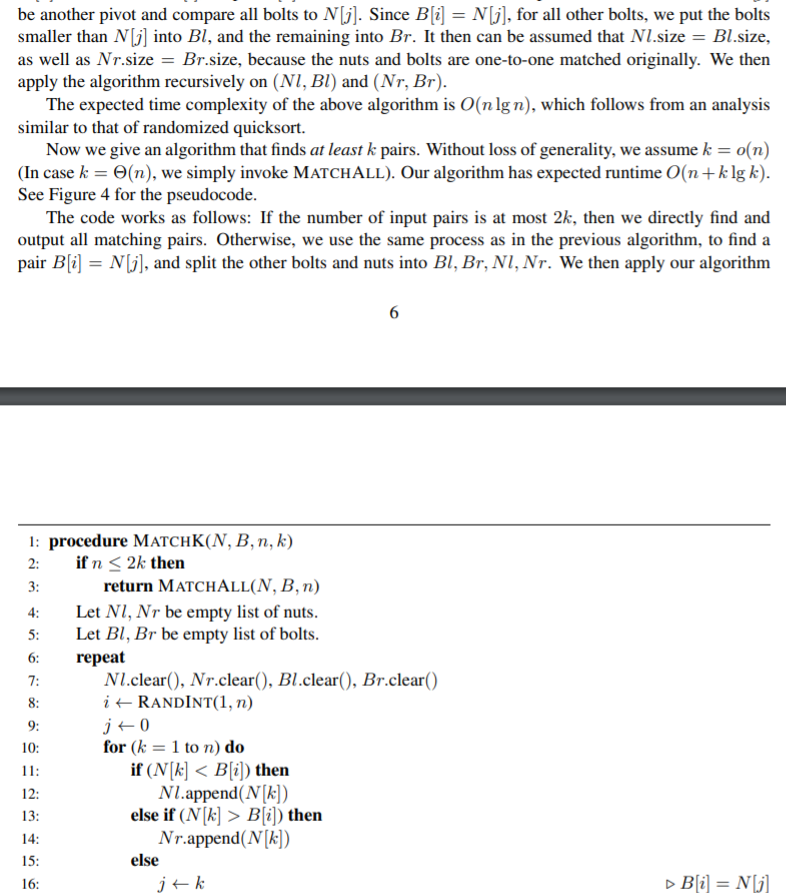 be another pivot and compare all bolts to N[j]. Since B[i] = N[j], for all other bolts, we put the bolts
smaller than N[j] into Bl, and the remaining into Br. It then can be assumed that Nl.size = Bl.size,
as well as Nr.size = Br.size, because the nuts and bolts are one-to-one matched originally. We then
apply the algorithm recursively on (Nl, Bl) and (Nr, Br).
The expected time complexity of the above algorithm is O(n lg n), which follows from an analysis
similar to that of randomized quicksort.
Now we give an algorithm that finds at least k pairs. Without loss of generality, we assume k = o(n)
(In case k = Θ(n), we simply invoke MATCHALL). Our algorithm has expected runtime O(n + k lg k).
See Figure 4 for the pseudocode.
The code works as follows: If the number of input pairs is at most 2k, then we directly find and
output all matching pairs. Otherwise, we use the same process as in the previous algorithm, to find a
pair B[i] = N[j], and split the other bolts and nuts into Bl, Br, Nl, Nr. We then apply our algorithm
6
1: procedure MATCHK(N, B, n, k)
2: if n ≤ 2k then
3: return MATCHALL(N, B, n)
4: Let Nl, Nr be empty list of nuts.
5: Let Bl, Br be empty list of bolts.
6: repeat
7: Nl.clear(), Nr.clear(), Bl.clear(), Br.clear()
8: i ← RANDINT(1, n)
9: j ← 0
10: for (k = 1 to n) do
11: if (N[k] < B[i]) then
12: Nl.append(N[k])
13: else if (N[k] > B[i]) then
14: Nr.append(N[k])
15: else
16: j ← k ▷ B[i] = N[j]